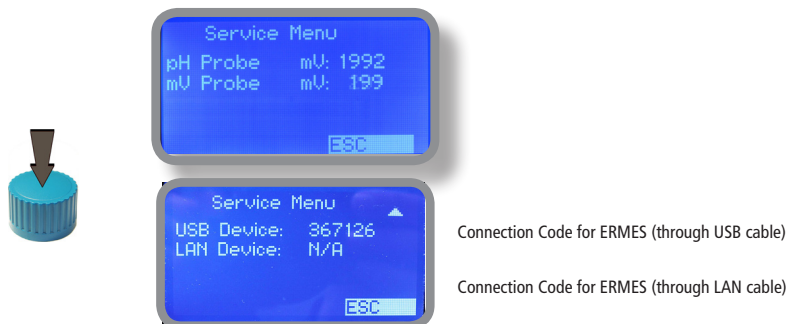 Service Menu
pH Probe mV: 1992
mV Probe mV: 199
ESC
Service Menu
USB Device: 367126
LAN Device: N/A
ESC
Connection Code for ERMES (through USB cable)
Connection Code for ERMES (through LAN cable)